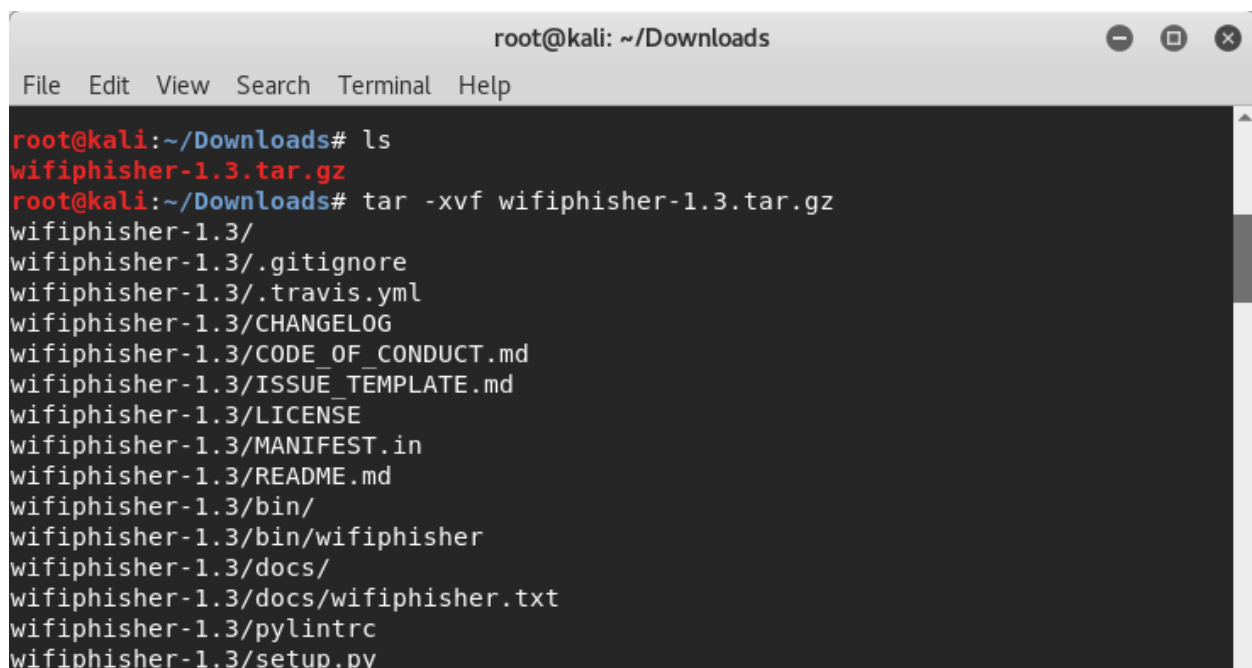 root@kali: ~/Downloads
File Edit View Search Terminal Help
root@kali:~/Downloads# ls
wifiphisher-1.3.tar.gz
root@kali:~/Downloads# tar -xvf wifiphisher-1.3.tar.gz
wifiphisher-1.3/
wifiphisher-1.3/.gitignore
wifiphisher-1.3/.travis.yml
wifiphisher-1.3/CHANGELOG
wifiphisher-1.3/CODE_OF_CONDUCT.md
wifiphisher-1.3/ISSUE_TEMPLATE.md
wifiphisher-1.3/LICENSE
wifiphisher-1.3/MANIFEST.in
wifiphisher-1.3/README.md
wifiphisher-1.3/bin/
wifiphisher-1.3/bin/wifiphisher
wifiphisher-1.3/docs/
wifiphisher-1.3/docs/wifiphisher.txt
wifiphisher-1.3/pylintrc
wifiphisher-1.3/setup.py